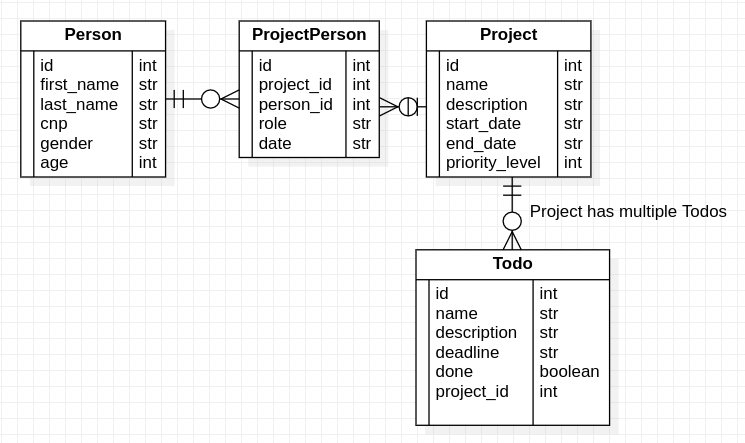 Person
id int
first_name str
last_name str
cnp str
gender str
age int
ProjectPerson
id int
project_id int
person_id int
role str
date str
Project
id int
name str
description str
start_date str
end_date str
priority_level int
Project has multiple Todos
Todo
id int
name str
description str
deadline str
done boolean
project_id int